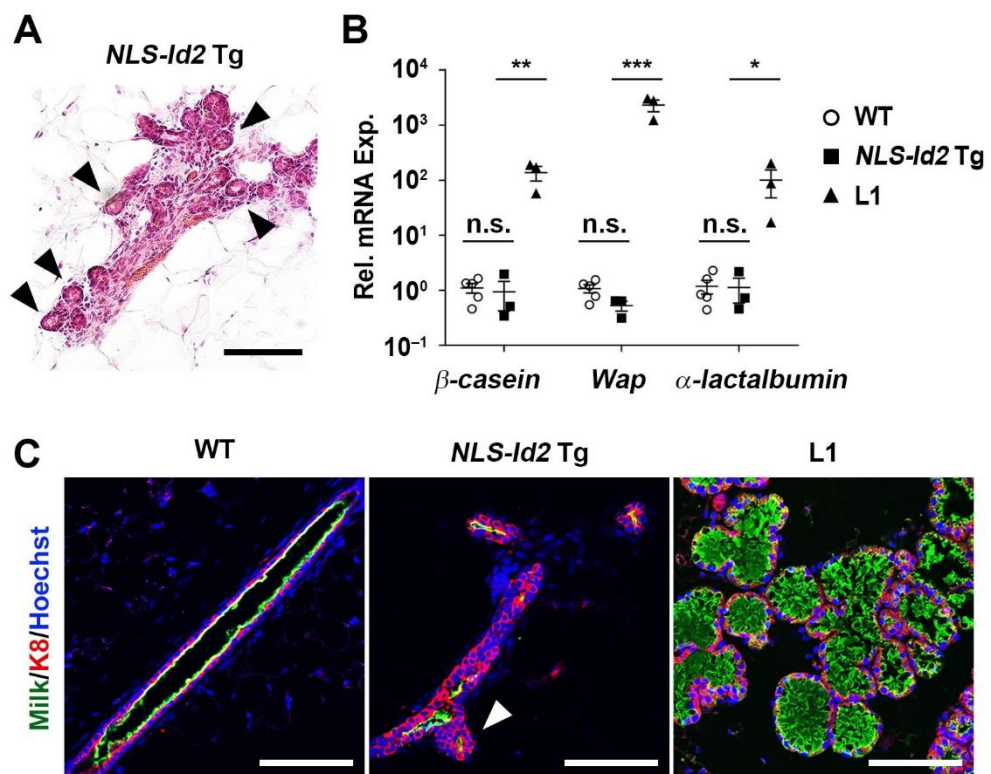 A
NLS-Id2 Tg
B
Rel. mRNA Exp.
10⁴
10³
10²
10¹
10⁰
10⁻¹
** *** *
n.s. n.s. n.s.
β-casein Wap α-lactalbumin
WT
NLS-Id2 Tg
L1
C
WT NLS-Id2 Tg L1
Milk/K8/Hoechst